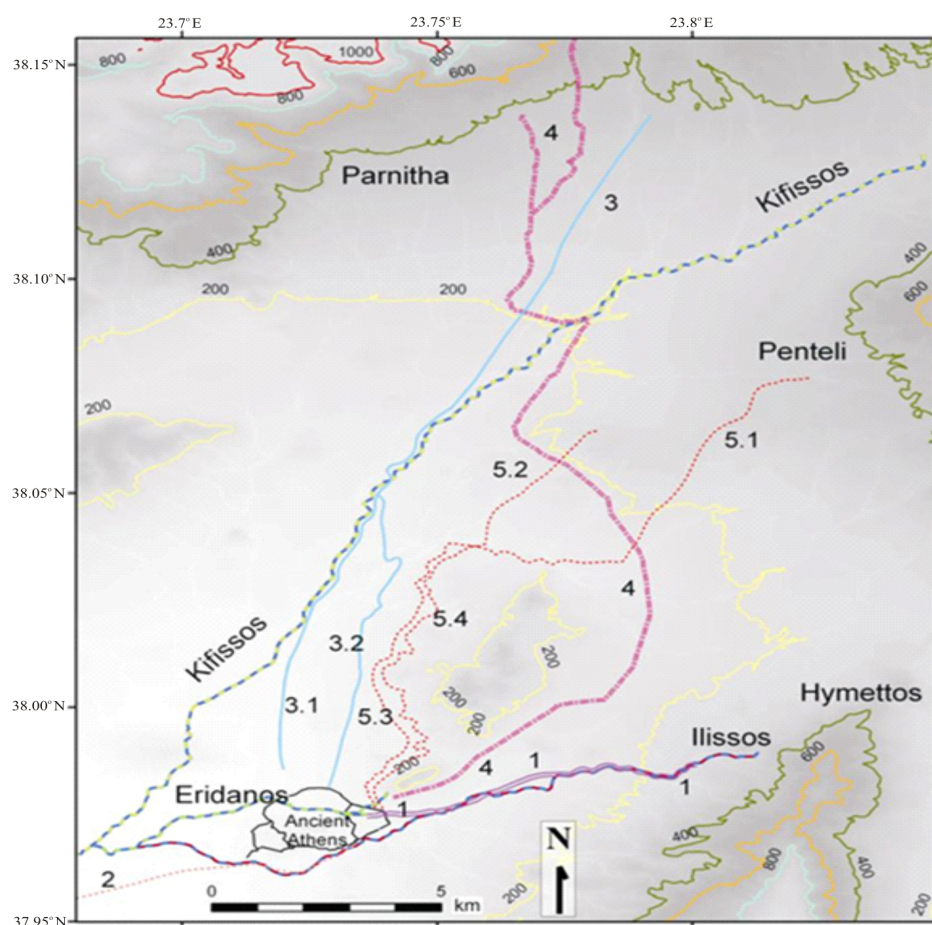 23.7°E 23.75°E 23.8°E
38.15°N
800 1000 800
600
800
4
Parnitha
3
Kifissos
400
400
38.10°N
200 200
600
Penteli
200
5.1
5.2
38.05°N
4
5.4
Kifissos
3.2
200
200
Hymettos
3.1
5.3
200
38.00°N
Ilissos
600
1
4
200
1
Eridanos
1
Ancient
Athens
400
N
800
400
2
0 5
km
200
200
37.95°N